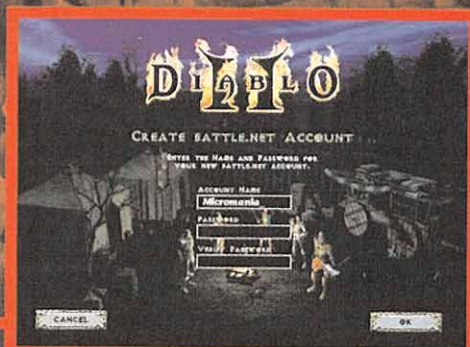 DIABLO
II
CREATE BATTLE.NET ACCOUNT
ENTER THE NAME AND PASSWORD FOR
YOUR NEW BATTLE.NET ACCOUNT.
ACCOUNT NAME
Micromania
PASSWORD
VERIFY PASSWORD
CANCEL
OK